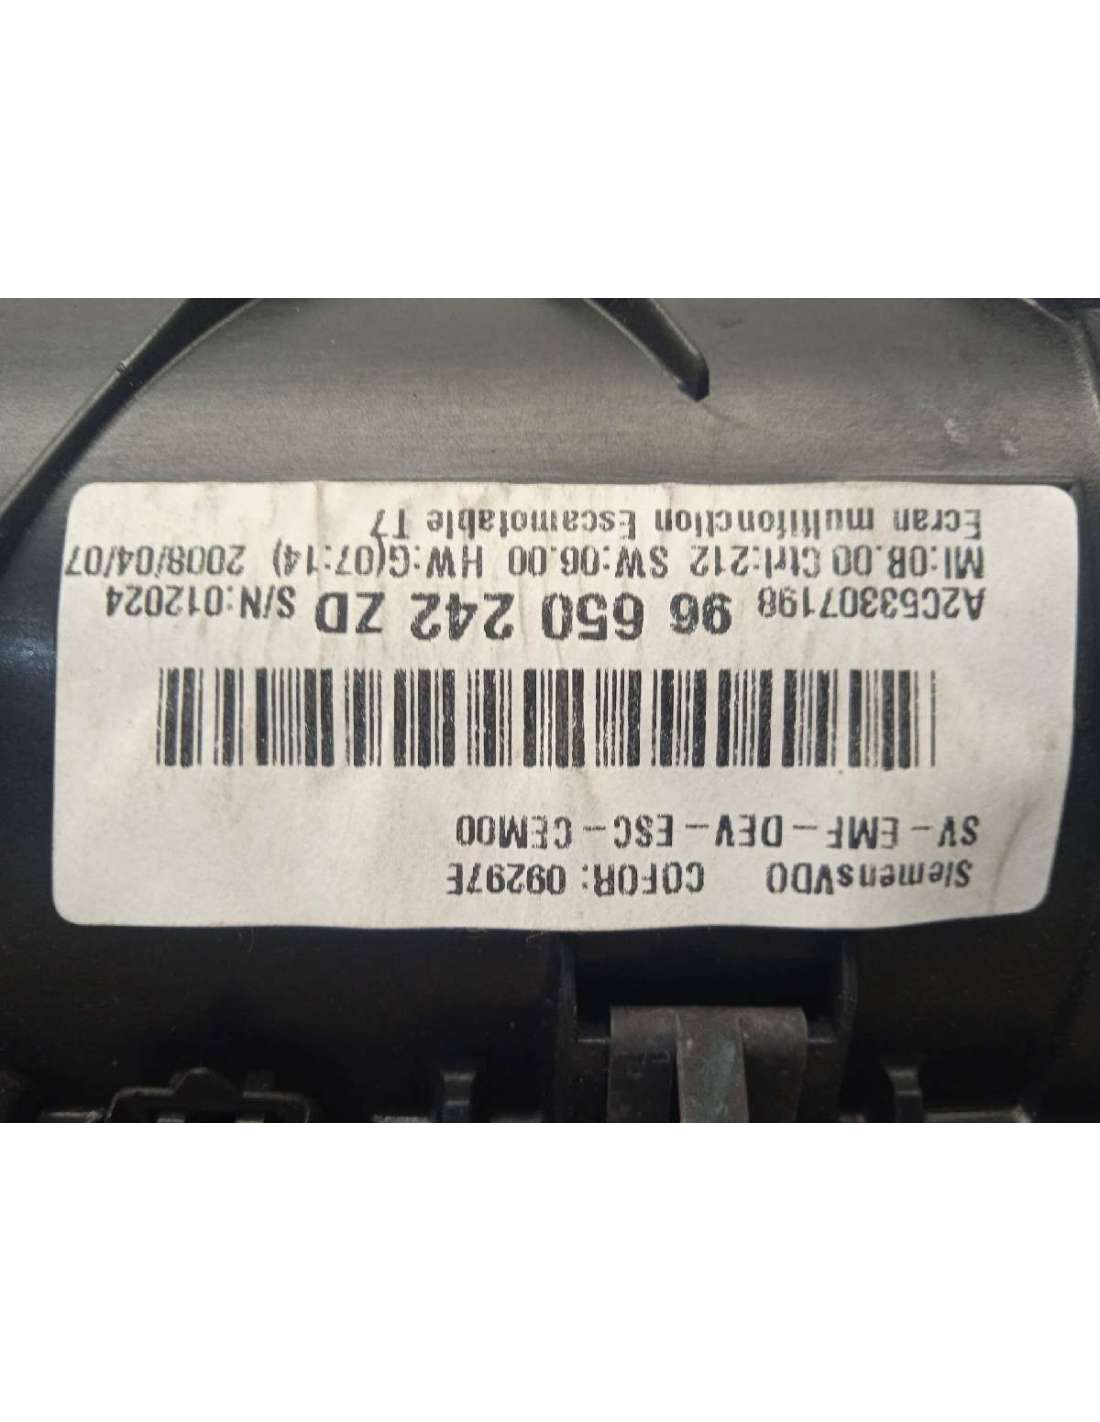 SiemensVDO COFOR: 09297E
SV-EMF-DEV-ESC-CEM00
A2C53307198 96 650 242 ZD S/N:012024
MI:08.00 Ctrl:212 SW:06.00 HW:G(07:14) 2008/04/07
Ecran multifonction Escamotable T7